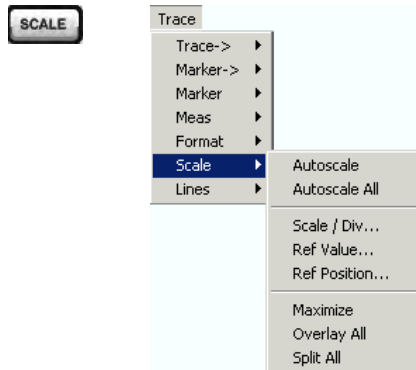 SCALE
Trace
Trace->
Marker->
Marker
Meas
Format
Scale
Lines
Autoscale
Autoscale All
Scale / Div...
Ref Value...
Ref Position...
Maximize
Overlay All
Split All